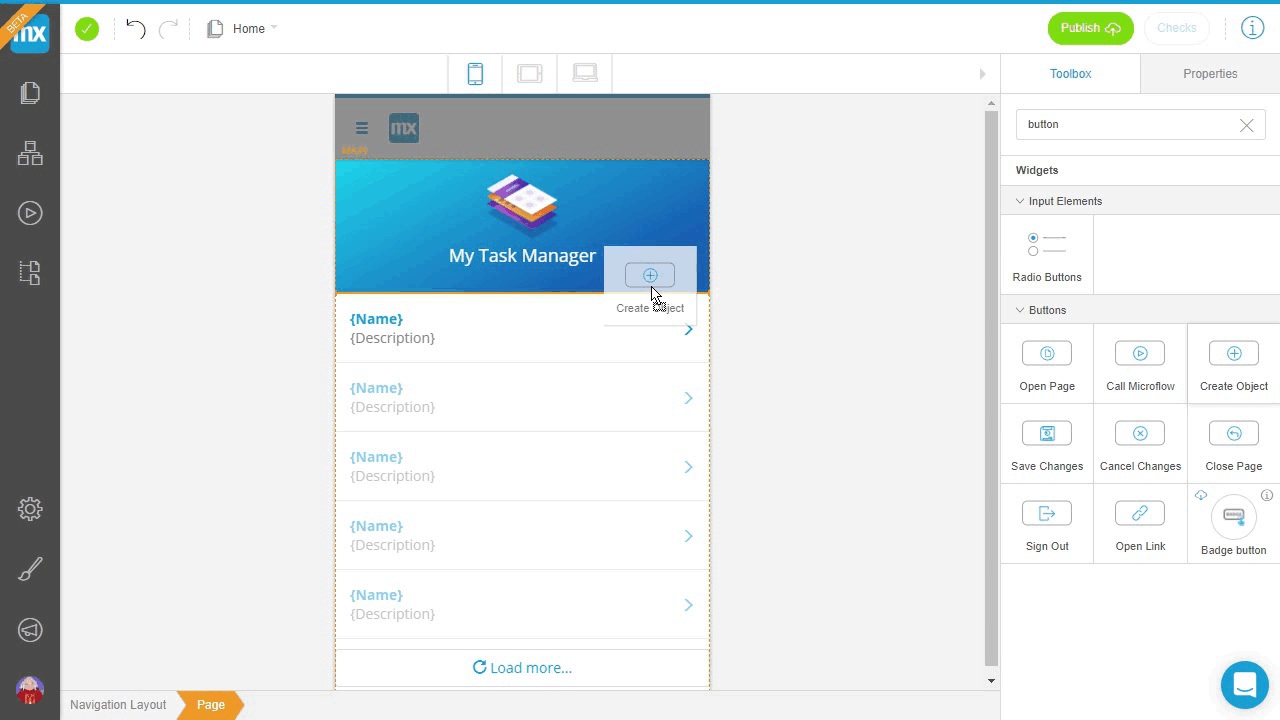 BETA
mx
Home
Publish
Checks
Toolbox
Properties
button
Widgets
Input Elements
Radio Buttons
Buttons
Open Page
Call Microflow
Create Object
Save Changes
Cancel Changes
Close Page
Sign Out
Open Link
Badge button
mx
MAIN
My Task Manager
Create
{Name}
{Description}
{Name}
{Description}
{Name}
{Description}
{Name}
{Description}
{Name}
{Description}
Load more...
Navigation Layout
Page